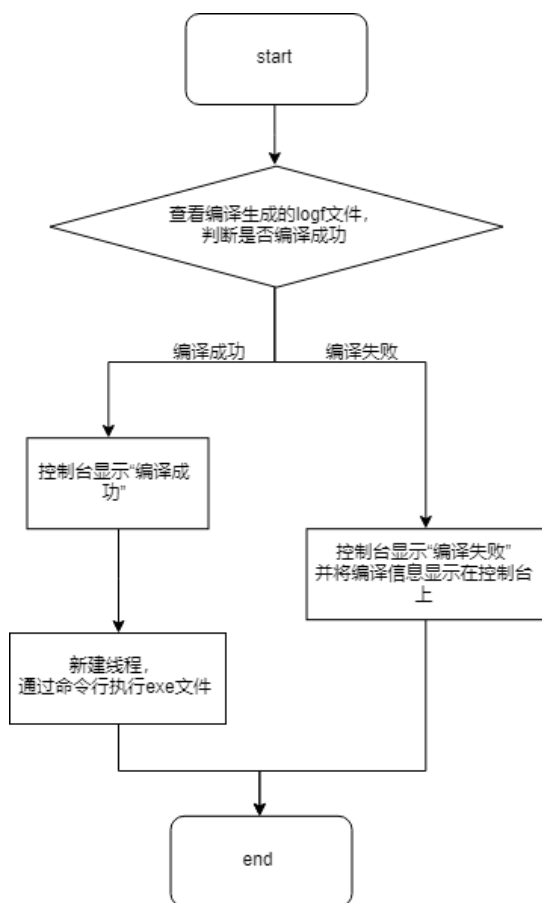 start
查看编译生成的logf文件，
判断是否编译成功
编译成功
编译失败
控制台显示“编译成
功”
控制台显示“编译失败”
并将编译信息显示在控制台
上
新建线程，
通过命令行执行exe文件
end